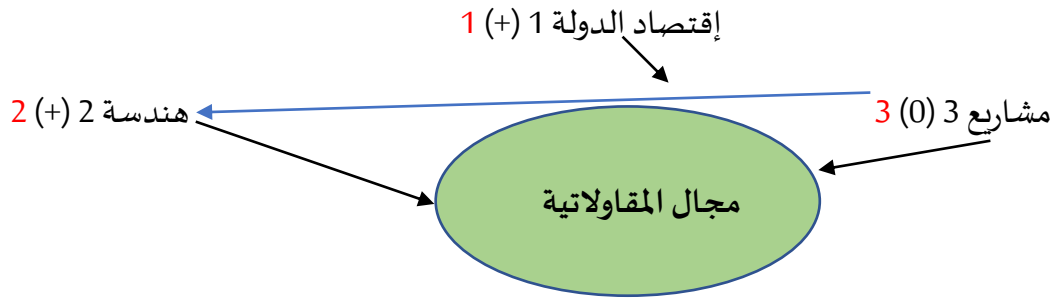 إقتصاد الدولة 1 (+) 1
مشاريع 3 (0) 3
هندسة 2 (+) 2
مجال المقاولاتية